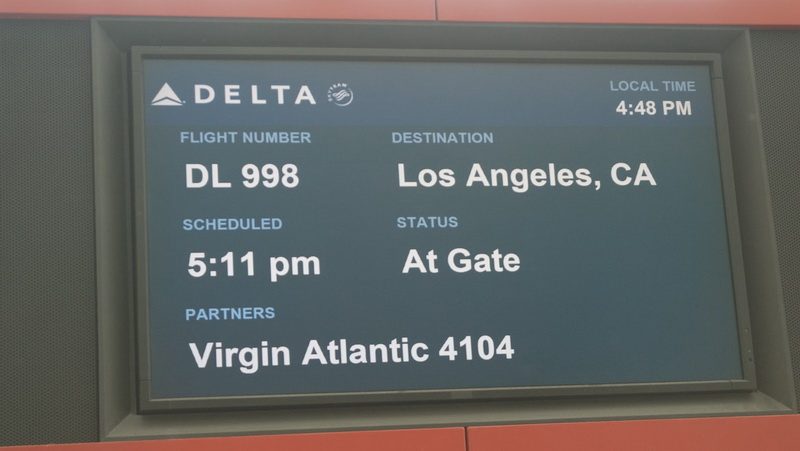 DELTA
LOCAL TIME
4:48 PM
FLIGHT NUMBER
DESTINATION
DL 998
Los Angeles, CA
SCHEDULED
STATUS
5:11 pm
At Gate
PARTNERS
Virgin Atlantic 4104